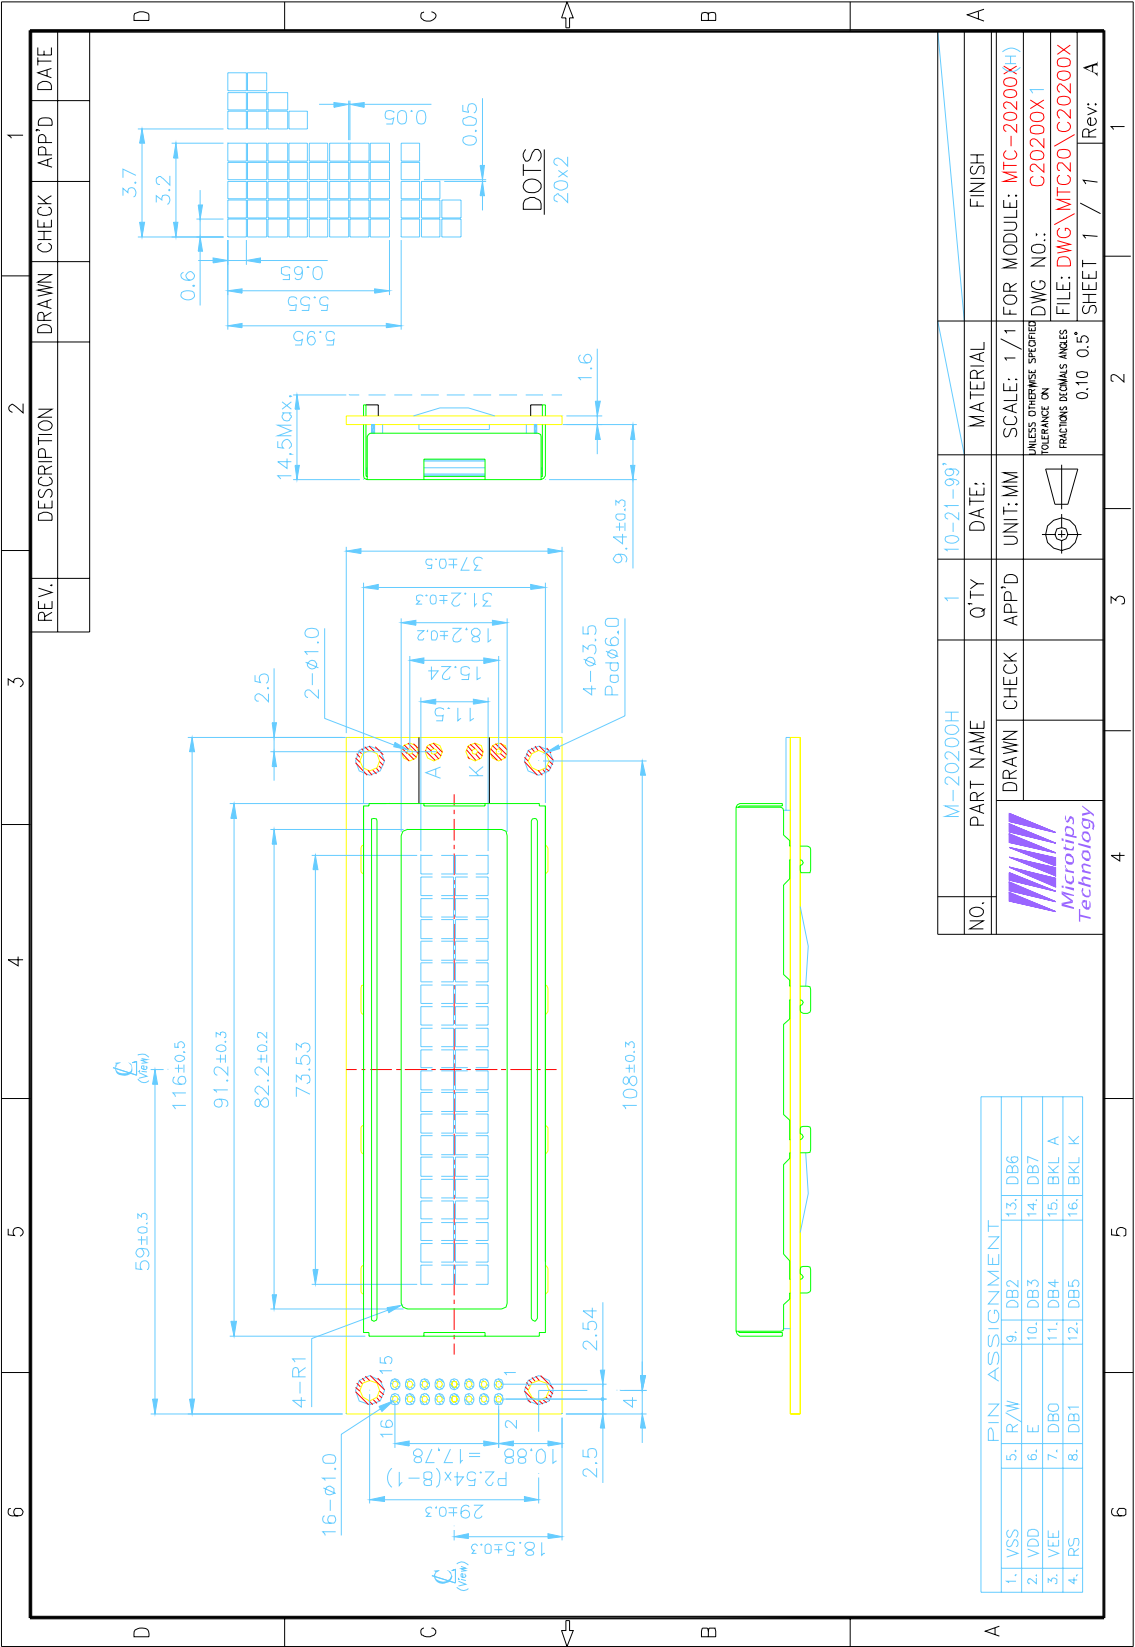 6
5
4
3
2
1
D
C
B
A
REV.
DESCRIPTION
DRAWN
CHECK
APP'D
DATE
3.7
3.2
0.6
0.65
5.55
5.95
0.05
0.05
DOTS
20x2
14,5Max.
1.6
9.4±0.3
℄
(View)
59±0.3
116±0.5
91.2±0.3
82.2±0.2
73.53
4-R1
16-ø1.0
2.5
2-ø1.0
37±0.5
31.2±0.3
18.2±0.2
15.24
11.5
4-ø3.5
Padø6.0
A
K
15
16
1
2
P2.54x(8-1)
=17.78
10.88
29±0.3
18.5±0.3
℄
(View)
2.5
2.54
4
108±0.3
PIN ASSIGNMENT
1. VSS 5. R/W 9. DB2 13. DB6
2. VDD 6. E 10. DB3 14. DB7
3. VEE 7. DB0 11. DB4 15. BKL A
4. RS 8. DB1 12. DB5 16. BKL K
M-20200H 1 10-21-99'
NO. PART NAME Q'TY DATE: MATERIAL FINISH
Microtips
Technology
DRAWN CHECK APP'D UNIT: MM SCALE: 1/1
UNLESS OTHERWISE SPECIFIED
TOLERANCE ON
FRACTIONS DECIMALS ANGLES
0.10 0.5°
FOR MODULE: MTC-20200X(H)
DWG NO.: C20200X1
FILE: DWG\MTC20\C20200X
SHEET 1 / 1 Rev: A
6
5
4
3
2
1
D
C
B
A